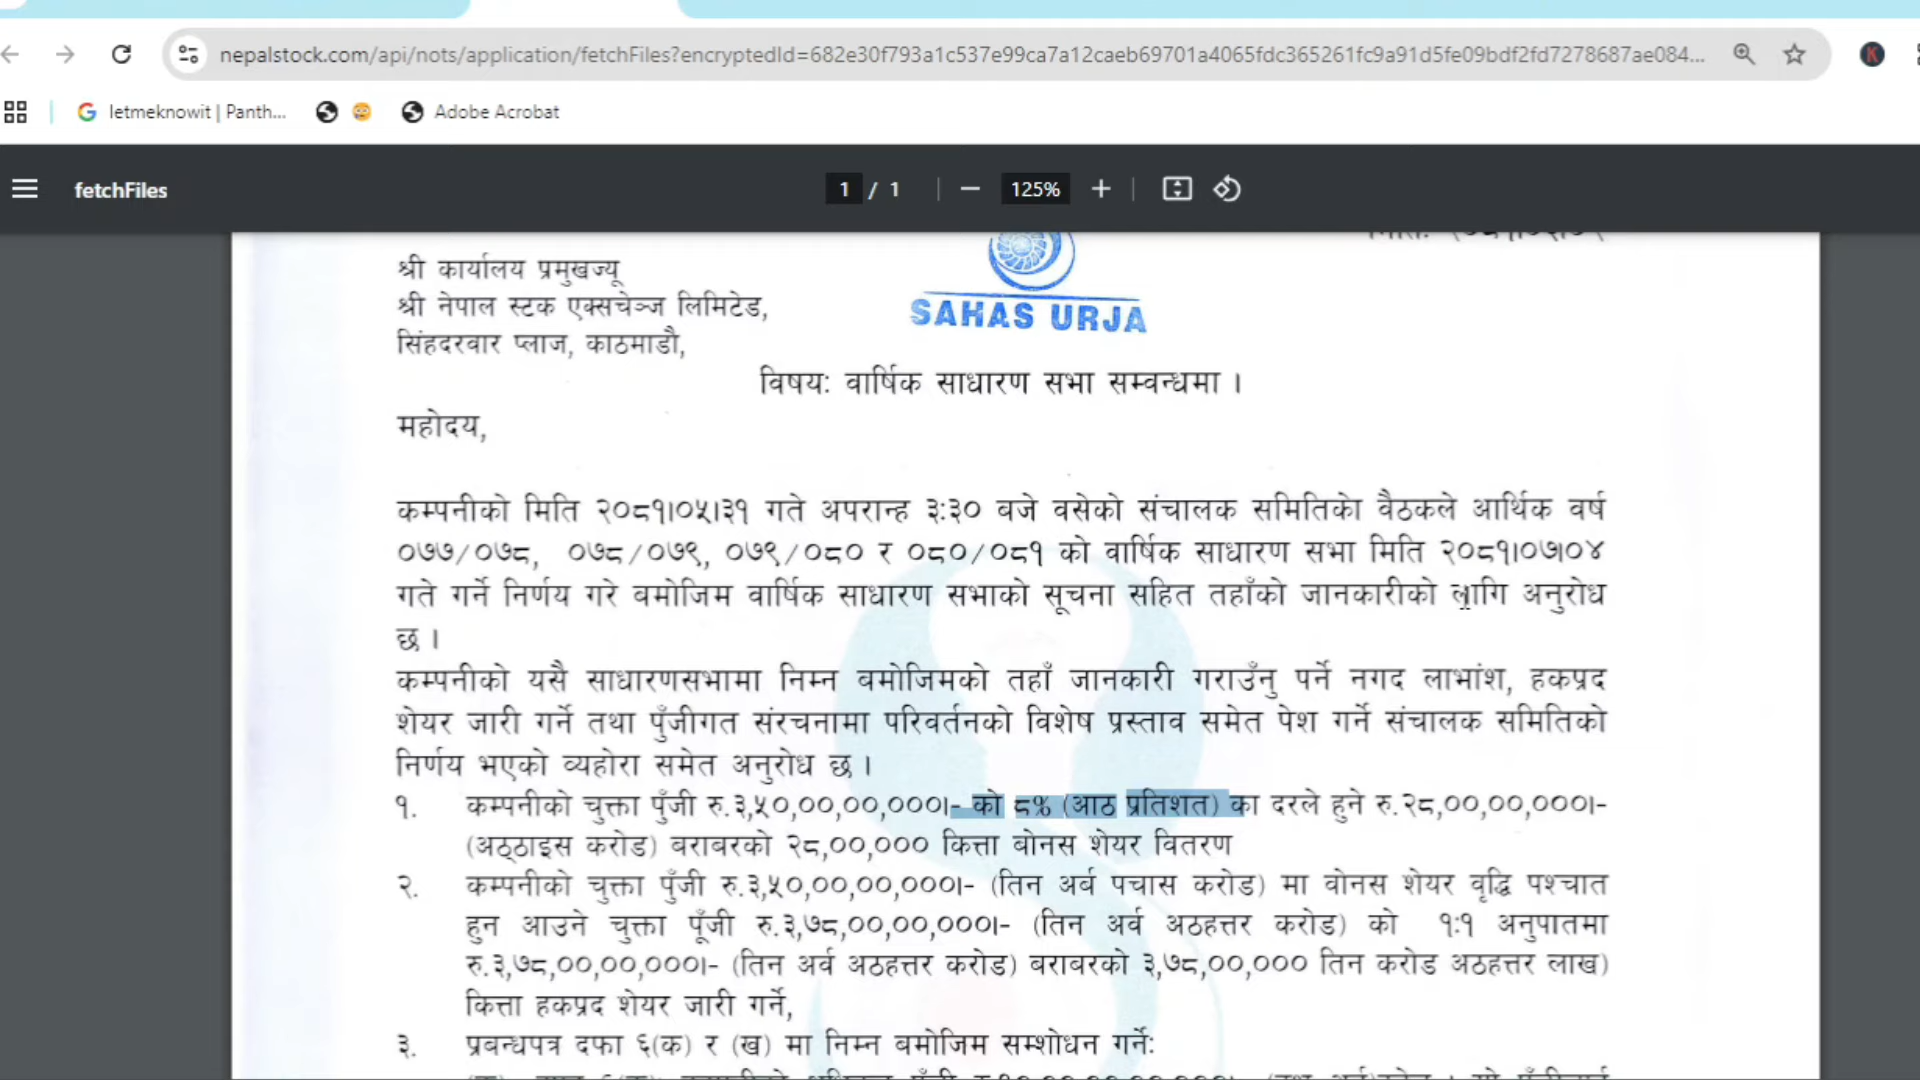 nepalstock.com/api/nots/application/fetchFiles?encryptedId=682e30f793a1c537e99ca7a12caeb69701a4065fdc365261fc9a91d5fe09bdf2fd7278687ae084...
K
letmeknowit | Panth...
Adobe Acrobat
fetchFiles
1 / 1
125%
श्री कार्यालय प्रमुखज्यू
श्री नेपाल स्टक एक्सचेञ्ज लिमिटेड,
SAHAS URJA
सिंहदरवार प्लाज, काठमाडौ,
विषय: वार्षिक साधारण सभा सम्वन्धमा ।
महोदय,
कम्पनीको मिति २०८१।०५।३१ गते अपरान्ह ३:३० बजे वसेको संचालक समितिको वैठकले आर्थिक वर्ष
०७७/०७८, ०७८/०७९, ०७९/०८० र ०८०/०८१ को वार्षिक साधारण सभा मिति २०८१।०७।०४
गते गर्ने निर्णय गरे बमोजिम वार्षिक साधारण सभाको सूचना सहित तहाँको जानकारीको लागि अनुरोध
छ ।
कम्पनीको यसै साधारणसभामा निम्न बमोजिमको तहाँ जानकारी गराउँनु पर्ने नगद लाभांश, हकप्रद
शेयर जारी गर्ने तथा पुँजीगत संरचनामा परिवर्तनको विशेष प्रस्ताव समेत पेश गर्ने संचालक समितिको
निर्णय भएको व्यहोरा समेत अनुरोध छ ।
१. कम्पनीको चुक्ता पुँजी रु.३,५०,००,००,०००।- को ८% (आठ प्रतिशत) का दरले हुने रु.२८,००,००,०००।-
(अठ्ठाइस करोड) बराबरको २८,००,००० कित्ता बोनस शेयर वितरण
२. कम्पनीको चुक्ता पुँजी रु.३,५०,००,००,०००।- (तिन अर्ब पचास करोड) मा वोनस शेयर वृद्धि पश्चात
हुन आउने चुक्ता पूँजी रु.३,७८,००,००,०००।- (तिन अर्व अठहत्तर करोड) को १:१ अनुपातमा
रु.३,७८,००,००,०००।- (तिन अर्व अठहत्तर करोड) बराबरको ३,७८,००,००० तिन करोड अठहत्तर लाख)
कित्ता हकप्रद शेयर जारी गर्ने,
३. प्रबन्धपत्र दफा ६(क) र (ख) मा निम्न बमोजिम सम्शोधन गर्ने: